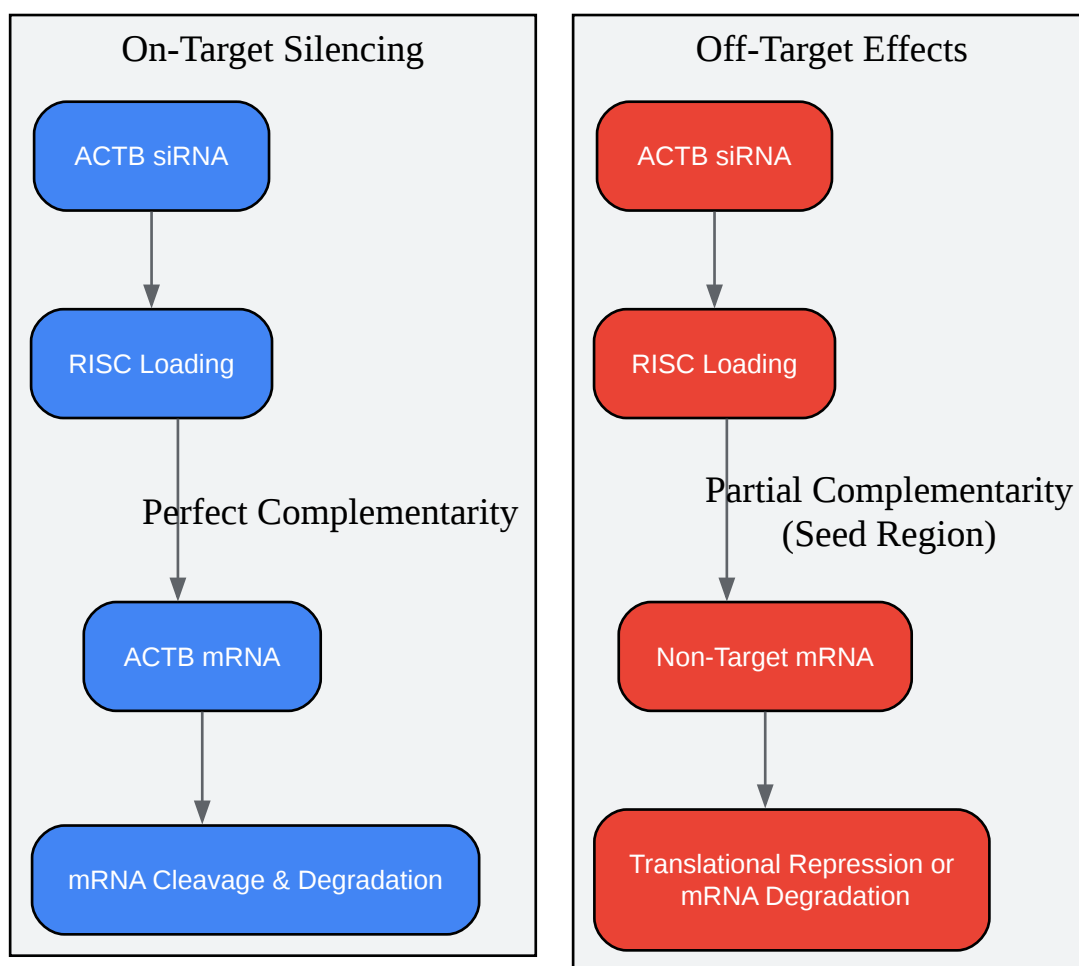 On-Target Silencing
ACTB siRNA
RISC Loading
Perfect Complementarity
ACTB mRNA
mRNA Cleavage & Degradation
Off-Target Effects
ACTB siRNA
RISC Loading
Partial Complementarity
(Seed Region)
Non-Target mRNA
Translational Repression or
mRNA Degradation